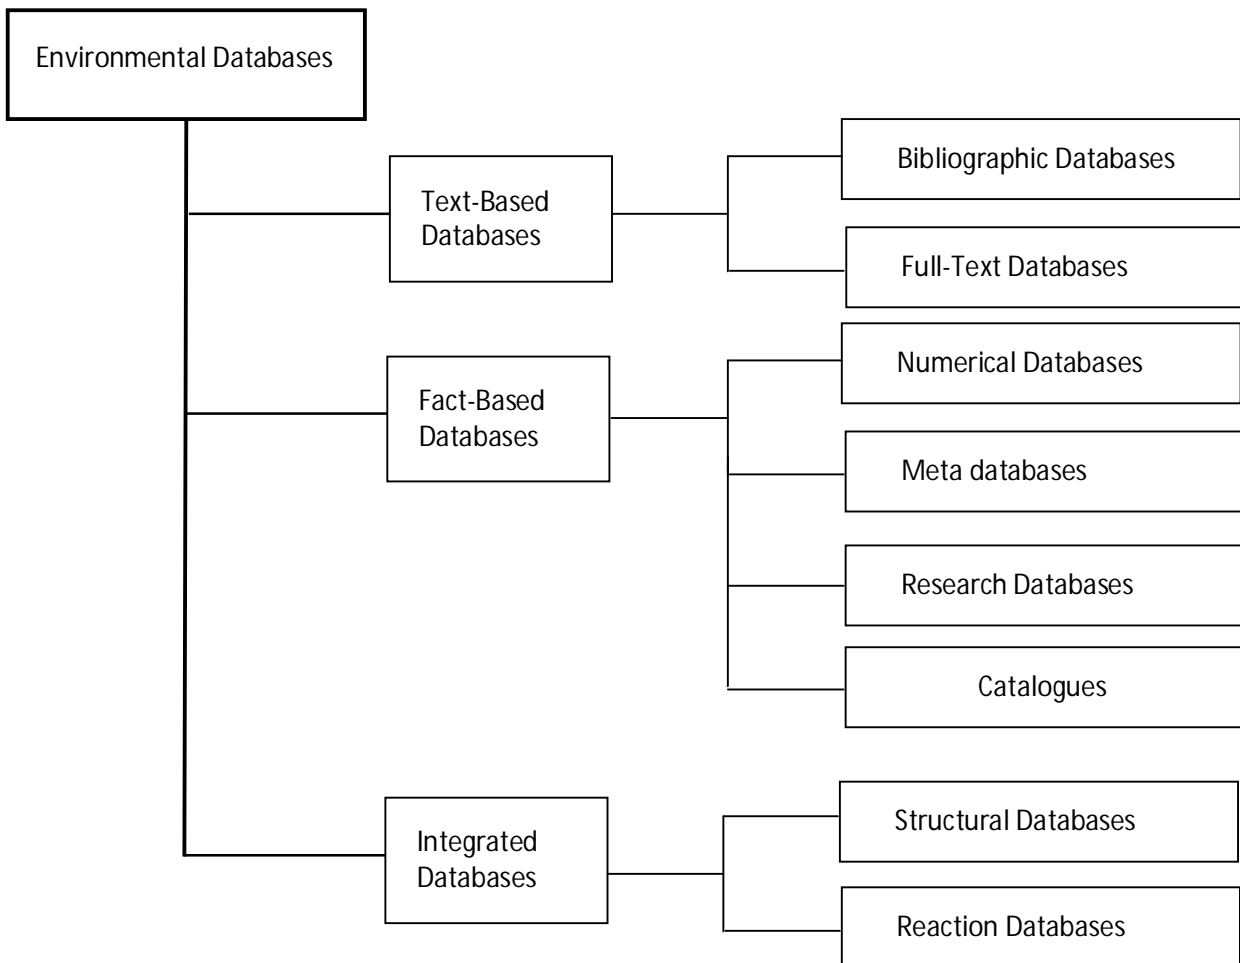 Environmental Databases
Text-Based
Databases
Bibliographic Databases
Full-Text Databases
Fact-Based
Databases
Numerical Databases
Meta databases
Research Databases
Catalogues
Integrated
Databases
Structural Databases
Reaction Databases